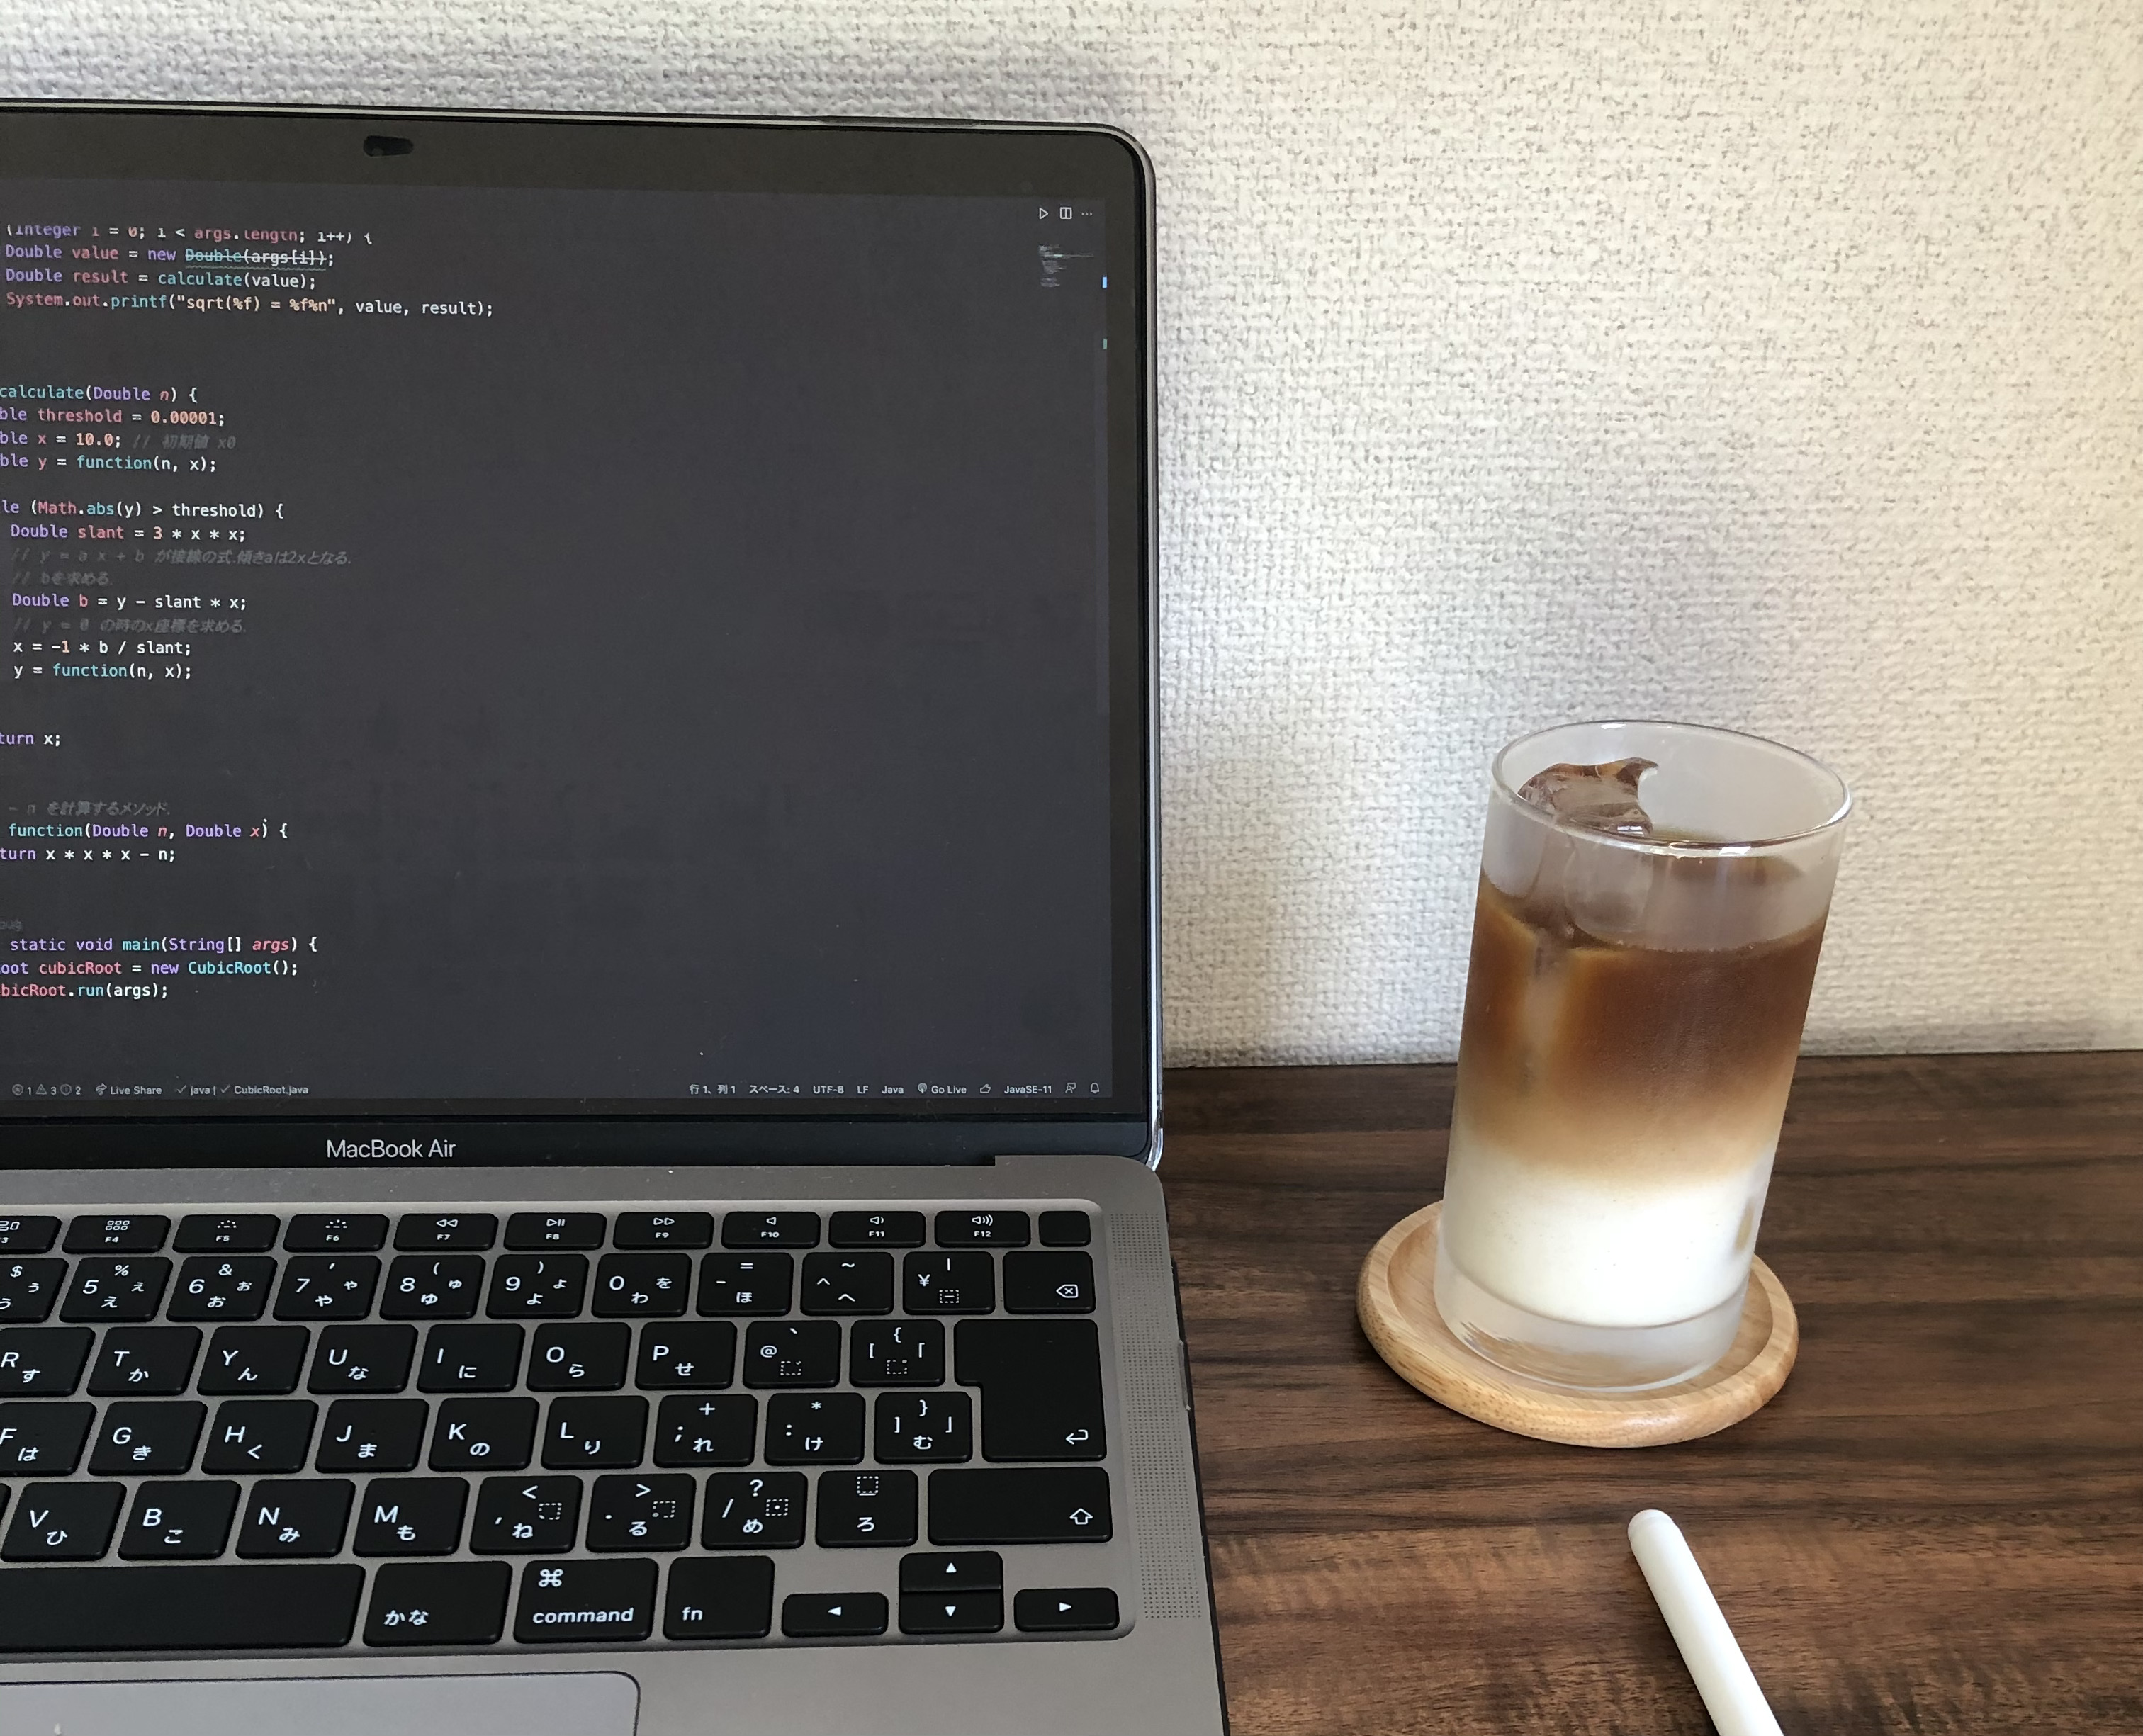 (Integer i = 0; i < args.length; i++) {
Double value = new Double(args[i]);
Double result = calculate(value);
System.out.printf("sqrt(%f) = %f%n", value, result);
calculate(Double n) {
ble threshold = 0.00001;
ble x = 10.0; // 初期値 x0
ble y = function(n, x);
le (Math.abs(y) > threshold) {
Double slant = 3 * x * x;
// y = a x + b が接線の式.傾きaは2xとなる.
// bを求める.
Double b = y - slant * x;
// y = 0 の時のx座標を求める.
x = -1 * b / slant;
y = function(n, x);
turn x;
- n を計算するメソッド.
function(Double n, Double x) {
turn x * x * x - n;
bug
static void main(String[] args) {
oot cubicRoot = new CubicRoot();
bicRoot.run(args);
1 3 2 Live Share java | CubicRoot.java 行 1、列 1 スペース: 4 UTF-8 LF Java Go Live JavaSE-11
MacBook Air
F3 F4 F5 F6 F7 F8 F9 F10 F11 F12
$ う う 5 % え え 6 & お お 7 ' や や 8 ( ゆ ゆ 9 ) よ よ 0 を わ - = ほ ^ ~ へ ¥ | ー
R す T か Y ん U な I に O ら P せ @ ` ゛ [ { 「 ゜
F は G き H く J ま K の L り ; + れ : * け ] } 」 む
V ひ B こ N み M も , < 、 ね . > 。 る / ? ・ め _ ろ
かな ⌘ command fn